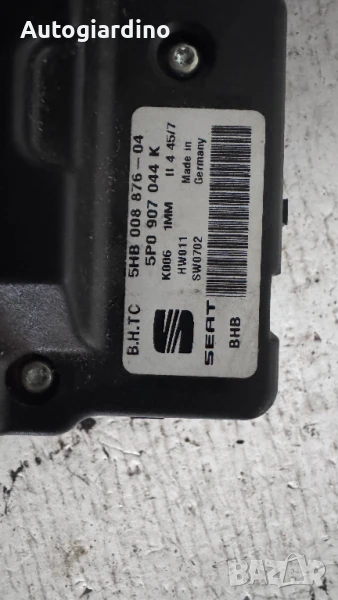 Autogiardino
B.H.TC 5HB 008 876-04
5P0 907 044 K
K006 1MM II 4 45/7
HW011 Made in
SW0702 Germany
SEAT
BHB
bazar